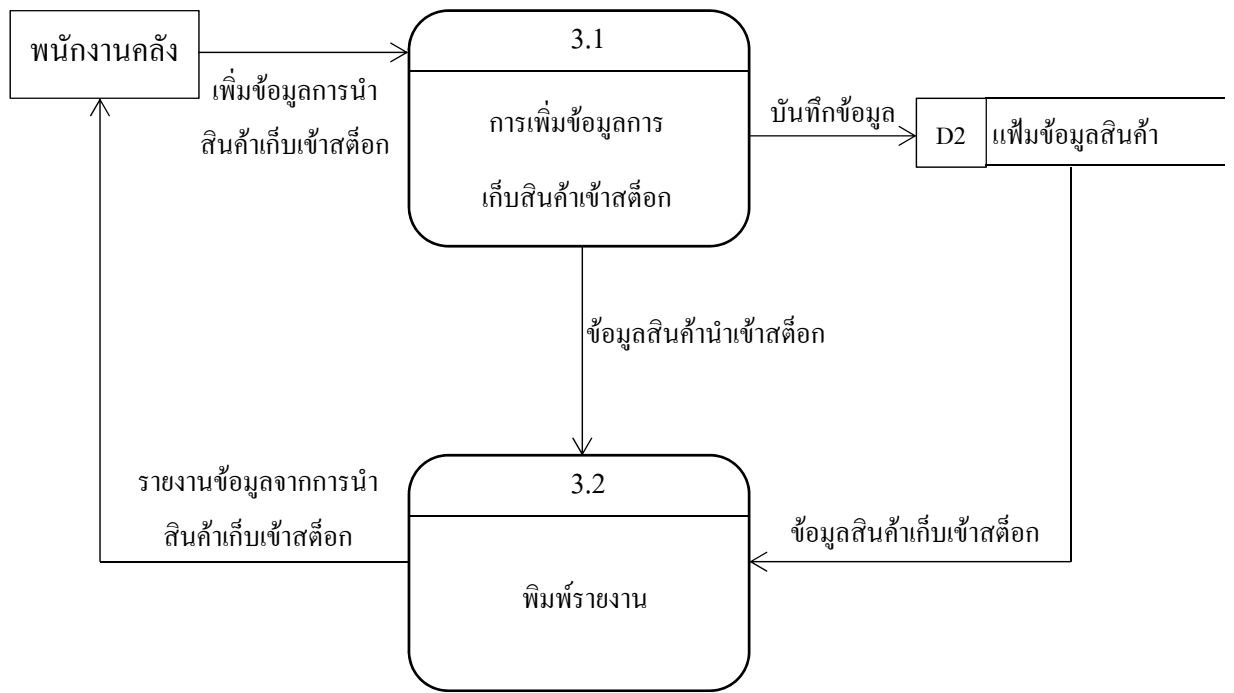 พนักงานคลัง
เพิ่มข้อมูลการนำ
สินค้าเก็บเข้าสต็อก
3.1
การเพิ่มข้อมูลการ
เก็บสินค้าเข้าสต็อก
บันทึกข้อมูล
D2
แฟ้มข้อมูลสินค้า
ข้อมูลสินค้านำเข้าสต็อก
รายงานข้อมูลจากการนำ
สินค้าเก็บเข้าสต็อก
3.2
พิมพ์รายงาน
ข้อมูลสินค้าเก็บเข้าสต็อก